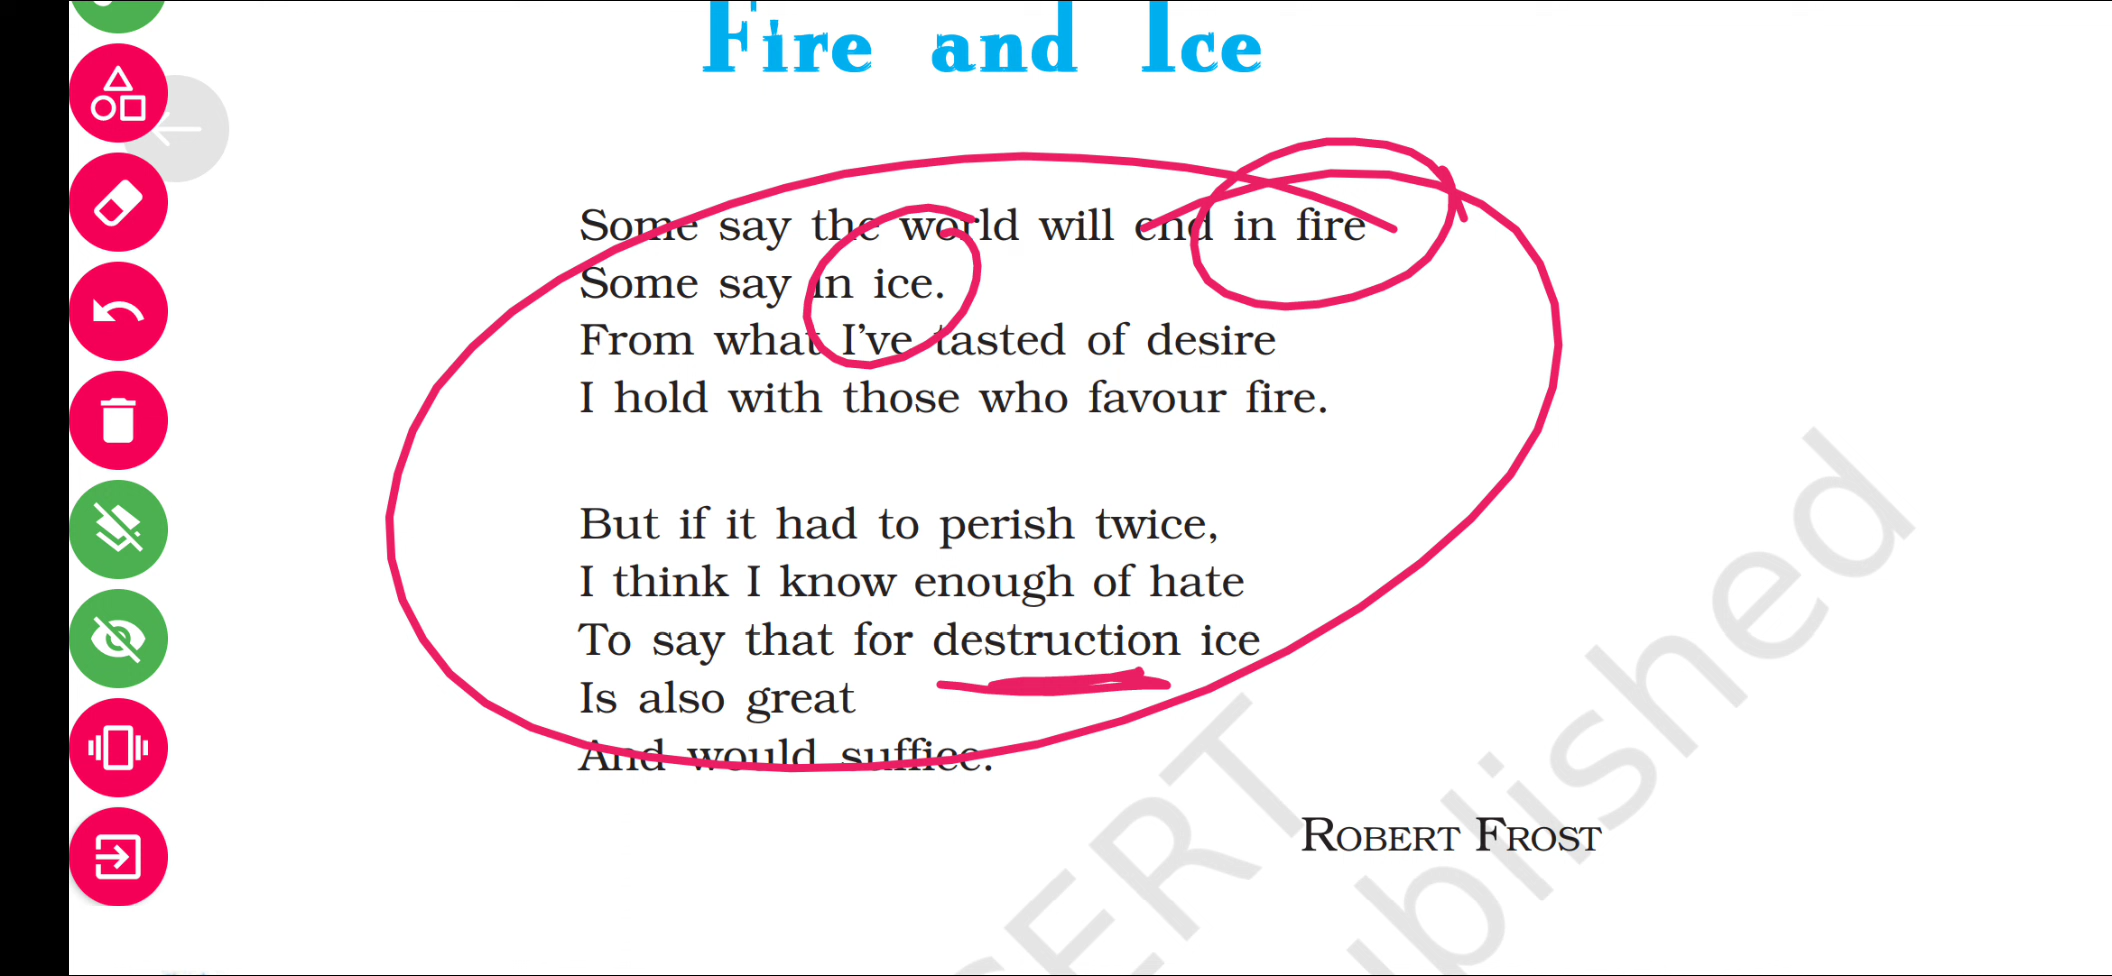 Fire and Ice
Some say the world will end in fire
Some say in ice.
From what I've tasted of desire
I hold with those who favour fire.
But if it had to perish twice,
I think I know enough of hate
To say that for destruction ice
Is also great
And would suffice.
ROBERT FROST
ERT
blished